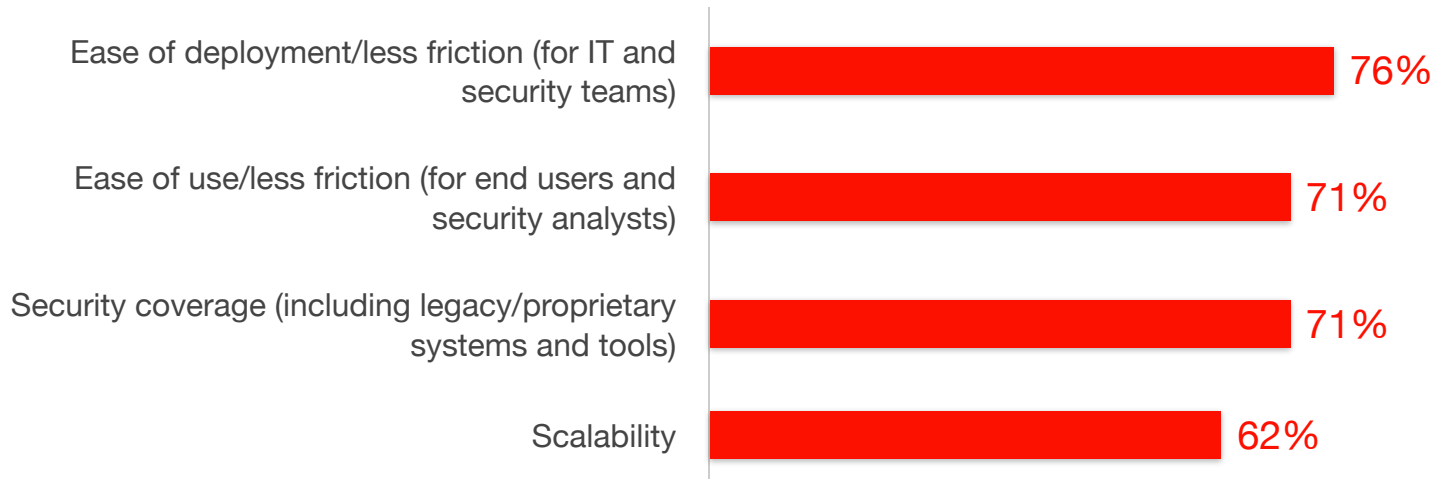 Ease of deployment/less friction (for IT and
security teams)
76%
Ease of use/less friction (for end users and
security analysts)
71%
Security coverage (including legacy/proprietary
systems and tools)
71%
Scalability
62%